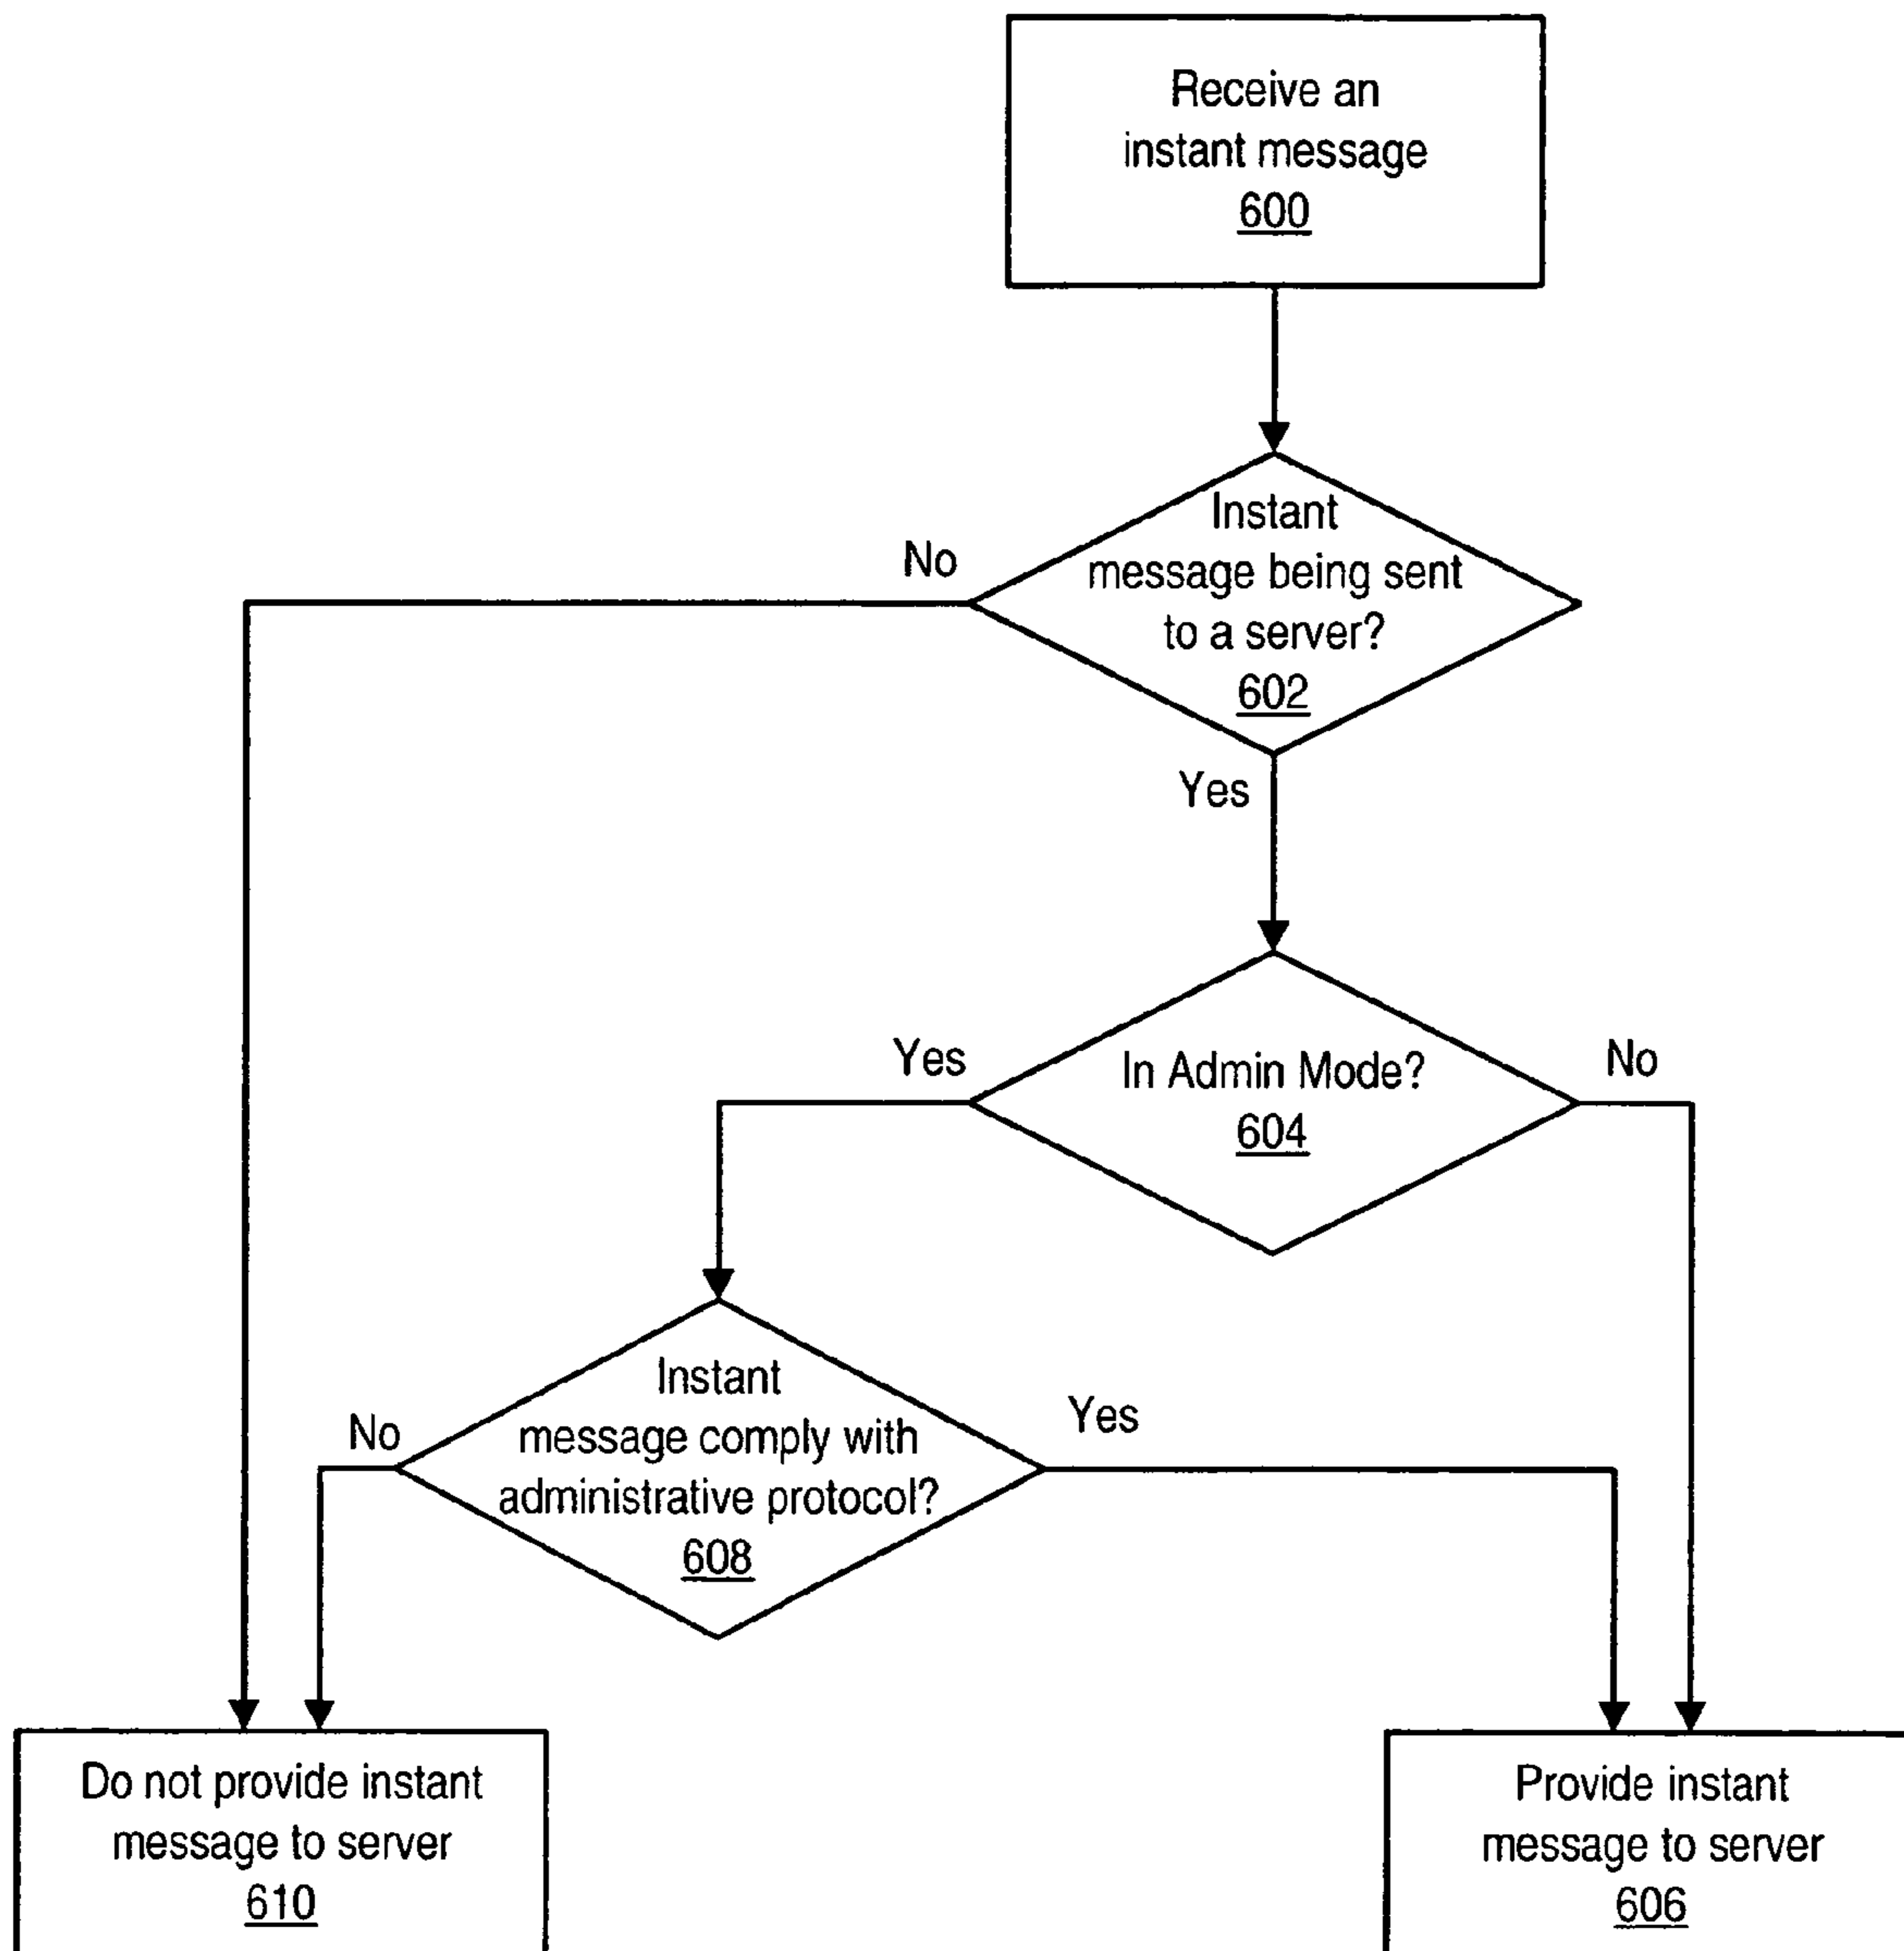 Receive an
instant message
600
Instant
message being sent
to a server?
602
No
Yes
In Admin Mode?
604
Yes
No
Instant
message comply with
administrative protocol?
608
No
Yes
Do not provide instant
message to server
610
Provide instant
message to server
606